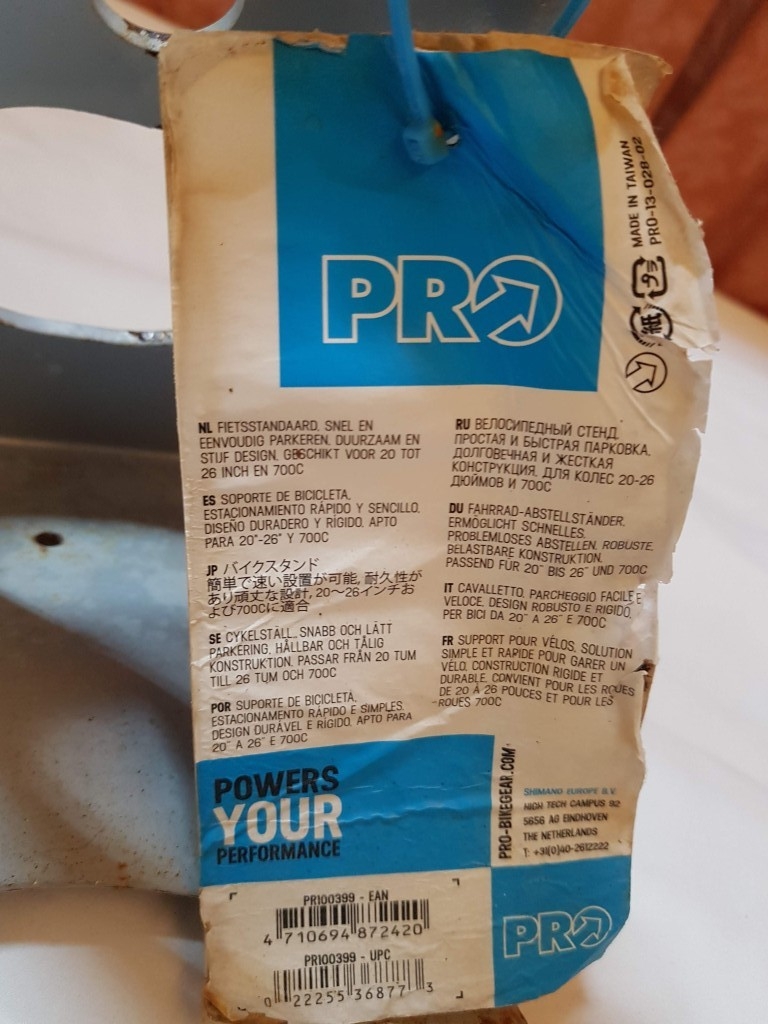 PRO
MADE IN TAIWAN
PRO-13-028-02
プラ
紙
NL FIETSSTANDAARD, SNEL EN
EENVOUDIG PARKEREN, DUURZAAM EN
STIJF DESIGN, GESCHIKT VOOR 20 TOT
26 INCH EN 700C
ES SOPORTE DE BICICLETA,
ESTACIONAMIENTO RÁPIDO Y SENCILLO,
DISEÑO DURADERO Y RÍGIDO, APTO
PARA 20"-26" Y 700C
JP バイクスタンド
簡単で速い設置が可能, 耐久性が
あり頑丈な設計, 20〜26インチお
よび700Cに適合
SE CYKELSTÄLL, SNABB OCH LÄTT
PARKERING, HÅLLBAR OCH TÅLIG
KONSTRUKTION, PASSAR FRÅN 20 TUM
TILL 26 TUM OCH 700C
POR SUPORTE DE BICICLETA,
ESTACIONAMENTO RÁPIDO E SIMPLES,
DESIGN DURÁVEL E RÍGIDO, APTO PARA
20" A 26" E 700C
RU ВЕЛОСИПЕДНЫЙ СТЕНД,
ПРОСТАЯ И БЫСТРАЯ ПАРКОВКА,
ДОЛГОВЕЧНАЯ И ЖЕСТКАЯ
КОНСТРУКЦИЯ, ДЛЯ КОЛЕС 20-26
ДЮЙМОВ И 700C
DU FAHRRAD-ABSTELLSTÄNDER,
ERMÖGLICHT SCHNELLES,
PROBLEMLOSES ABSTELLEN, ROBUSTE,
BELASTBARE KONSTRUKTION,
PASSEND FÜR 20" BIS 26" UND 700C
IT CAVALLETTO, PARCHEGGIO FACILE E
VELOCE, DESIGN ROBUSTO E RIGIDO,
PER BICI DA 20" A 26" E 700C
FR SUPPORT POUR VÉLOS, SOLUTION
SIMPLE ET RAPIDE POUR GARER UN
VÉLO, CONSTRUCTION RIGIDE ET
DURABLE, CONVIENT POUR LES ROUES
DE 20 À 26 POUCES ET POUR LES
ROUES 700C
POWERS
YOUR
PERFORMANCE
PRO-BIKEGEAR.COM
SHIMANO EUROPE B.V.
HIGH TECH CAMPUS 92
5656 AG EINDHOVEN
THE NETHERLANDS
T: +31(0)40-2612222
PR100399 - EAN
4 710694 872420
PR100399 - UPC
0 22255 36877 3
PRO